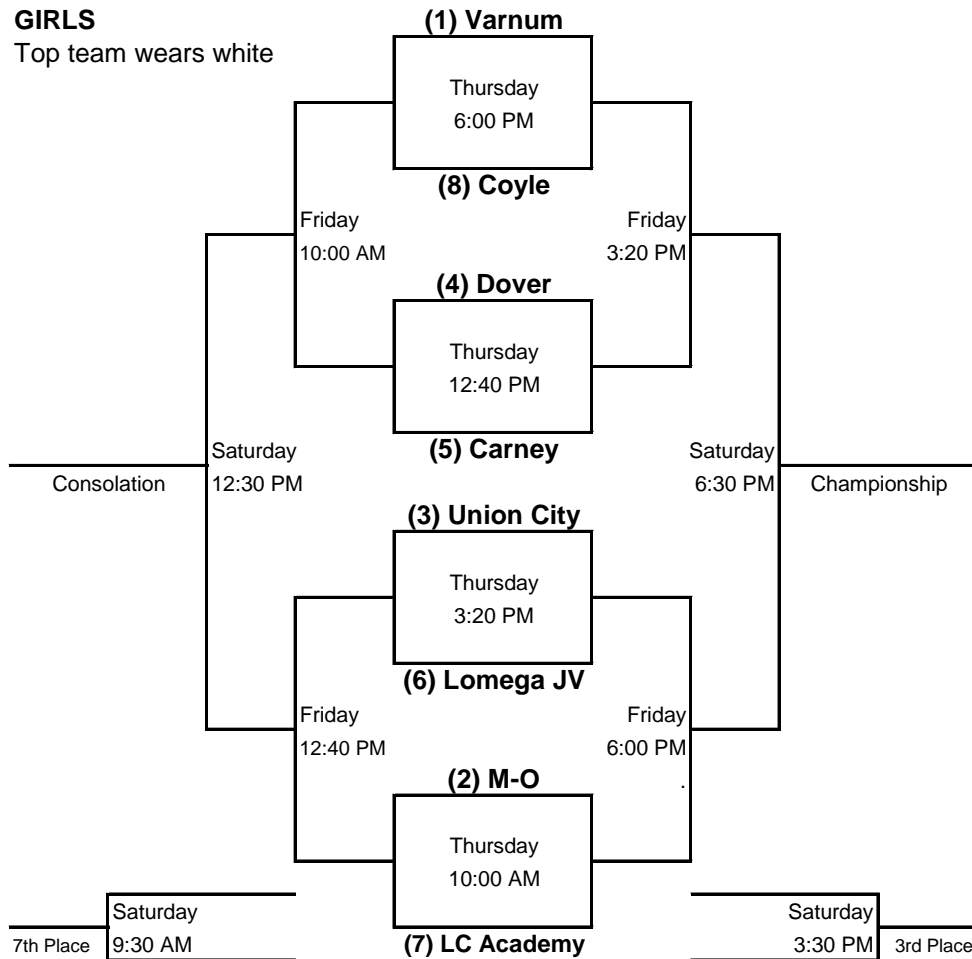 GIRLS
Top team wears white
(1) Varnum
Thursday
6:00 PM
(8) Coyle
Friday
10:00 AM
Friday
3:20 PM
(4) Dover
Thursday
12:40 PM
(5) Carney
Saturday
12:30 PM
Consolation
Saturday
6:30 PM
Championship
(3) Union City
Thursday
3:20 PM
(6) Lomega JV
Friday
12:40 PM
Friday
6:00 PM
.
(2) M-O
Thursday
10:00 AM
(7) LC Academy
Saturday
9:30 AM
7th Place
Saturday
3:30 PM
3rd Place